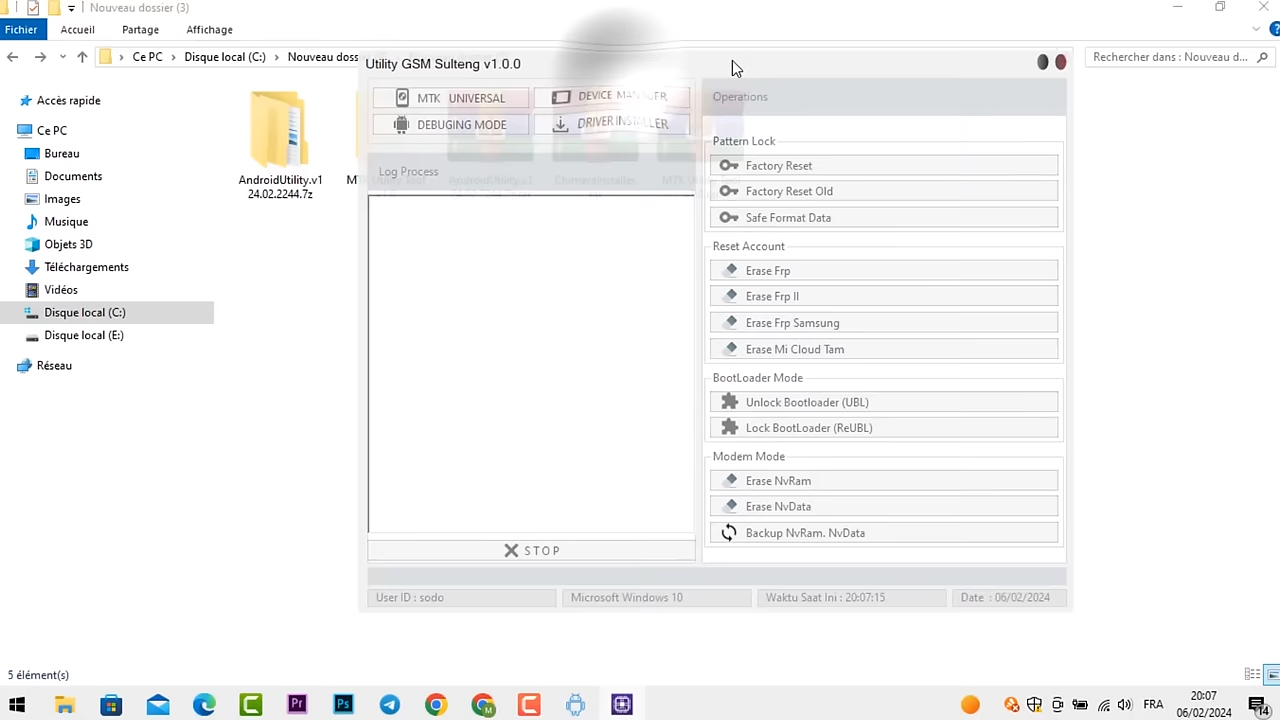 Nouveau dossier (3)
Fichier
Accueil
Partage
Affichage
Ce PC
Disque local (C:)
Nouveau doss
Rechercher dans : Nouveau d...
Accès rapide
Ce PC
Bureau
Documents
Images
Musique
Objets 3D
Téléchargements
Vidéos
Disque local (C:)
Disque local (E:)
Réseau
AndroidUtility.v1
24.02.2244.7z
Utility GSM Sulteng v1.0.0
MTK UNIVERSAL
DEVICE MANAGER
DEBUGING MODE
DRIVER INSTALLER
Log Process
STOP
Operations
Pattern Lock
Factory Reset
Factory Reset Old
Safe Format Data
Reset Account
Erase Frp
Erase Frp II
Erase Frp Samsung
Erase Mi Cloud Tam
BootLoader Mode
Unlock Bootloader (UBL)
Lock BootLoader (ReUBL)
Modem Mode
Erase NvRam
Erase NvData
Backup NvRam. NvData
User ID : sodo
Microsoft Windows 10
Waktu Saat Ini : 20:07:15
Date : 06/02/2024
5 élément(s)
Pr
Ps
FRA
20:07
06/02/2024
14